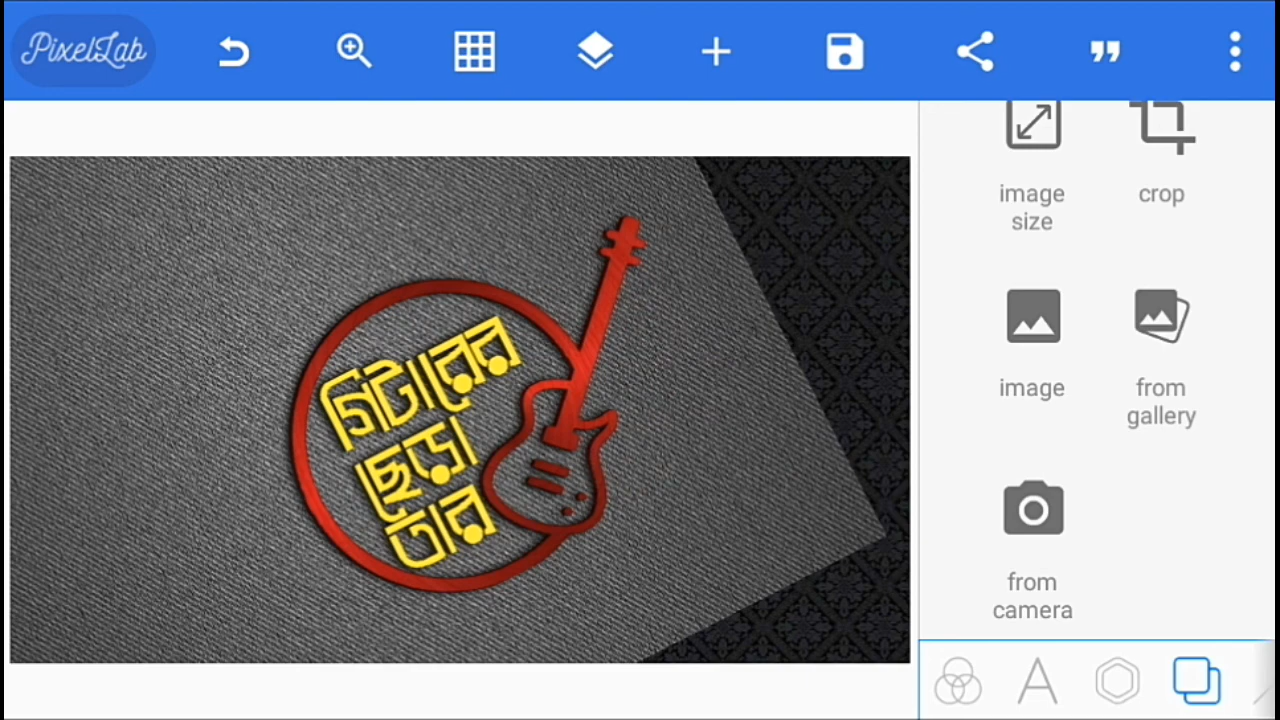 PixelLab
image size
crop
গিটারের
ছেড়া
তার
image
from gallery
from camera